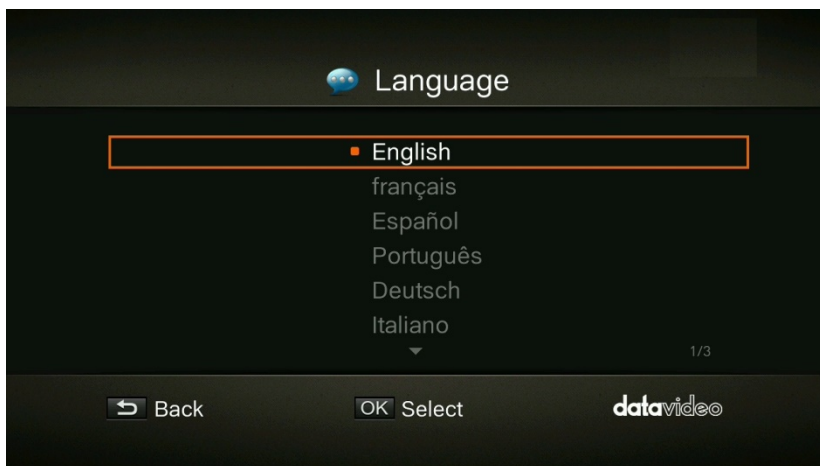 Language
English
français
Español
Português
Deutsch
Italiano
1/3
Back
OK Select
datavideo